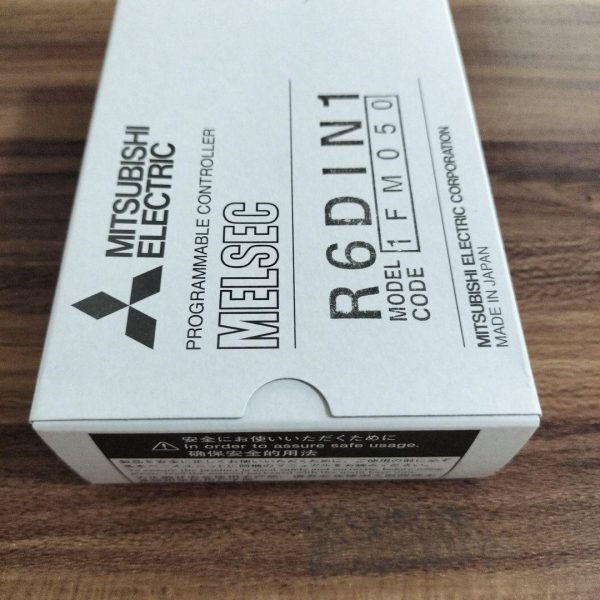 MITSUBISHI
ELECTRIC
PROGRAMMABLE CONTROLLER
MELSEC
R6DIN1
MODEL
CODE
1FM050
MITSUBISHI ELECTRIC CORPORATION
MADE IN JAPAN
安全にお使いいただくために
In order to assure safe usage.
确保安全的用法